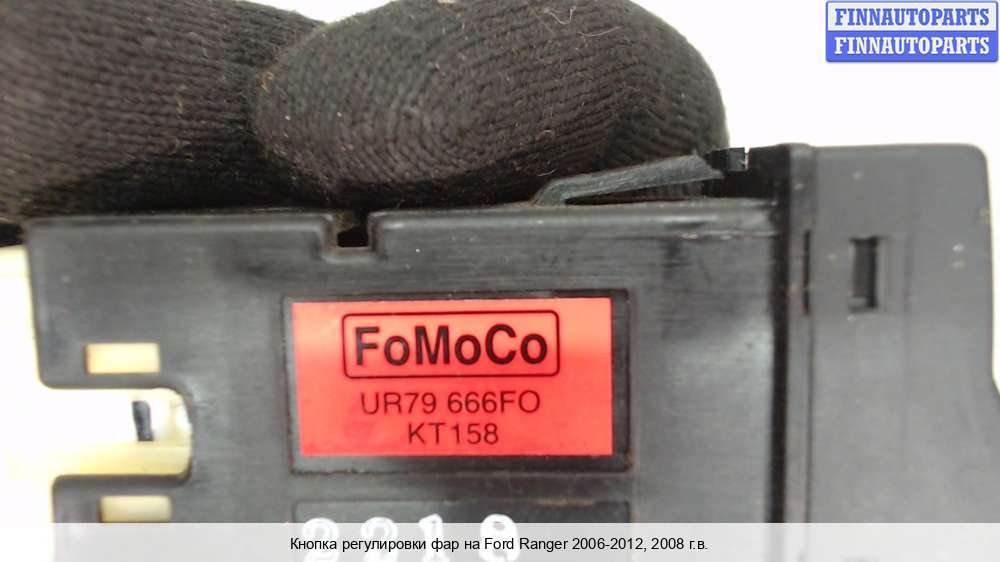 FINNAUTOPARTS
FINNAUTOPARTS
FoMoCo
UR79 666FO
KT158
Кнопка регулировки фар на Ford Ranger 2006-2012, 2008 г.в.